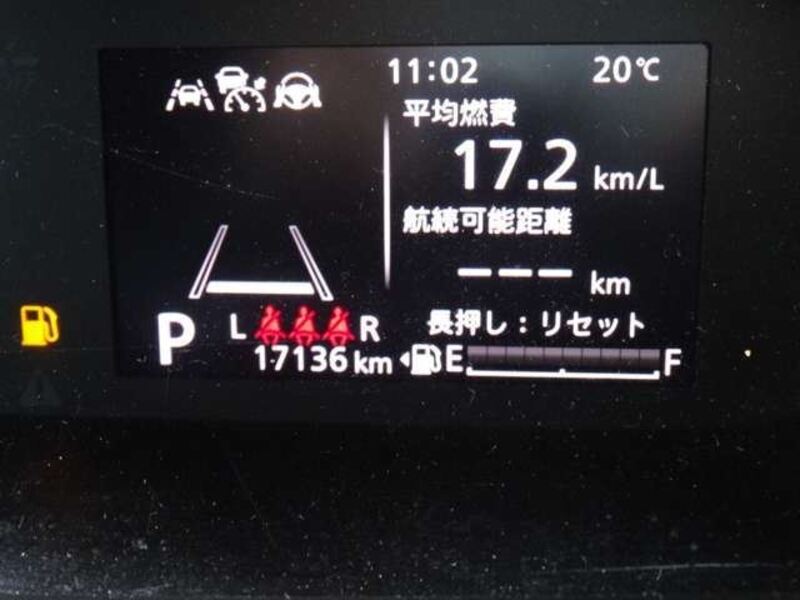 11:02 20℃
平均燃費
17.2 km/L
航続可能距離
--- km
長押し:リセット
P L R
17136 km E F